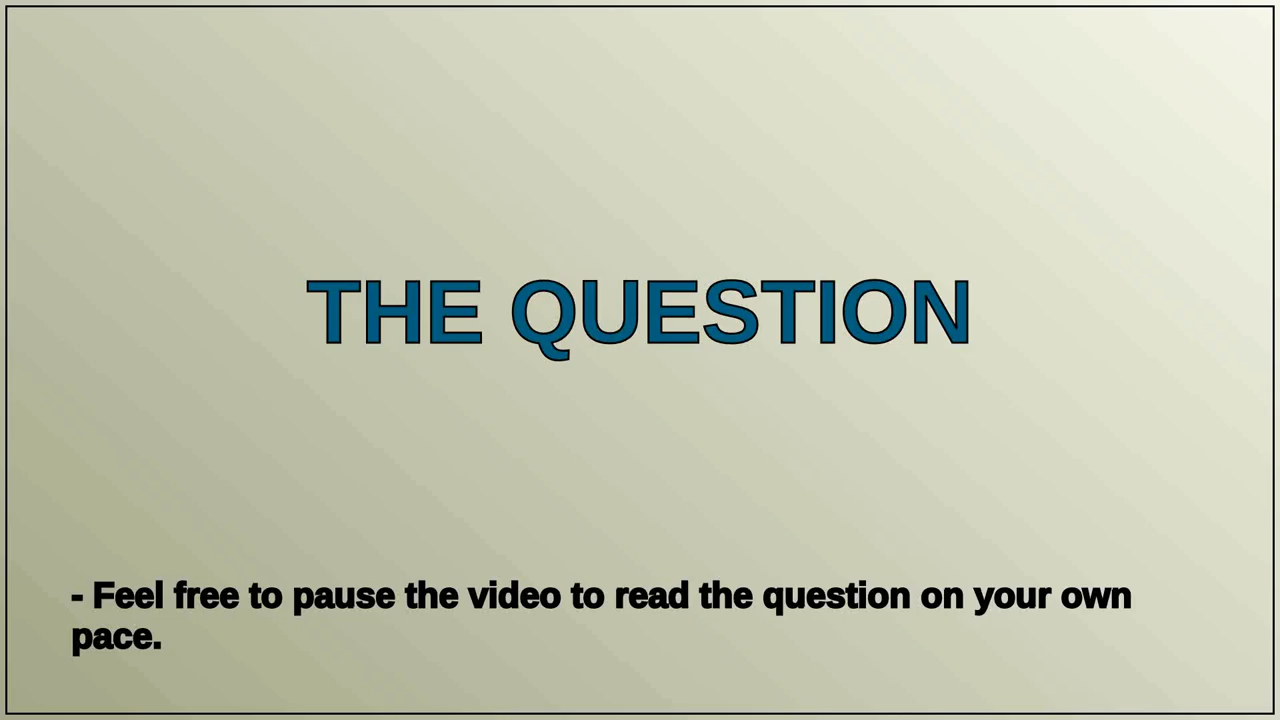 THE QUESTION
- Feel free to pause the video to read the question on your own
pace.